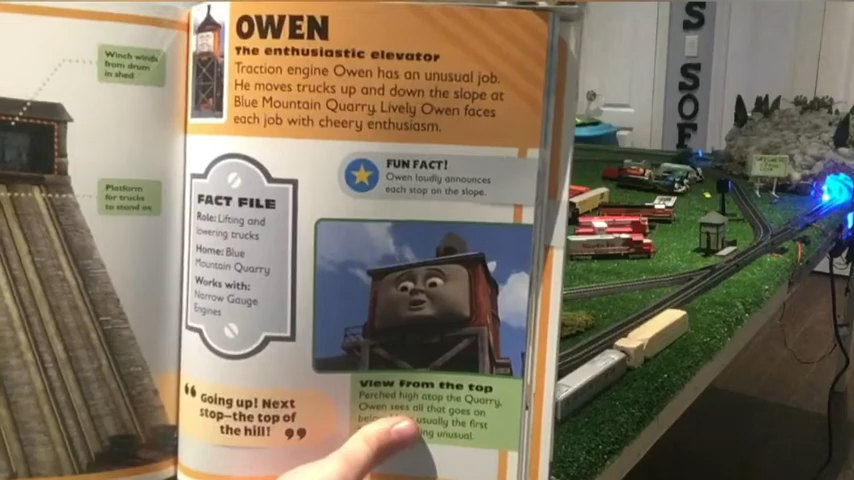 Winch winds
from drum
in shed
Platform
for trucks
to stand on
OWEN
The enthusiastic elevator
Traction engine Owen has an unusual job.
He moves trucks up and down the slope at
Blue Mountain Quarry. Lively Owen faces
each job with cheery enthusiasm.
FUN FACT!
Owen loudly announces
each stop on the slope.
FACT FILE
Role: Lifting and
lowering trucks
Home: Blue
Mountain Quarry
Works with:
Narrow Gauge
Engines
“Going up! Next
stop—the top of
the hill!”
View from the top
Perched high atop the Quarry,
Owen sees all that goes on
usually the first
unusual.
S
SOF